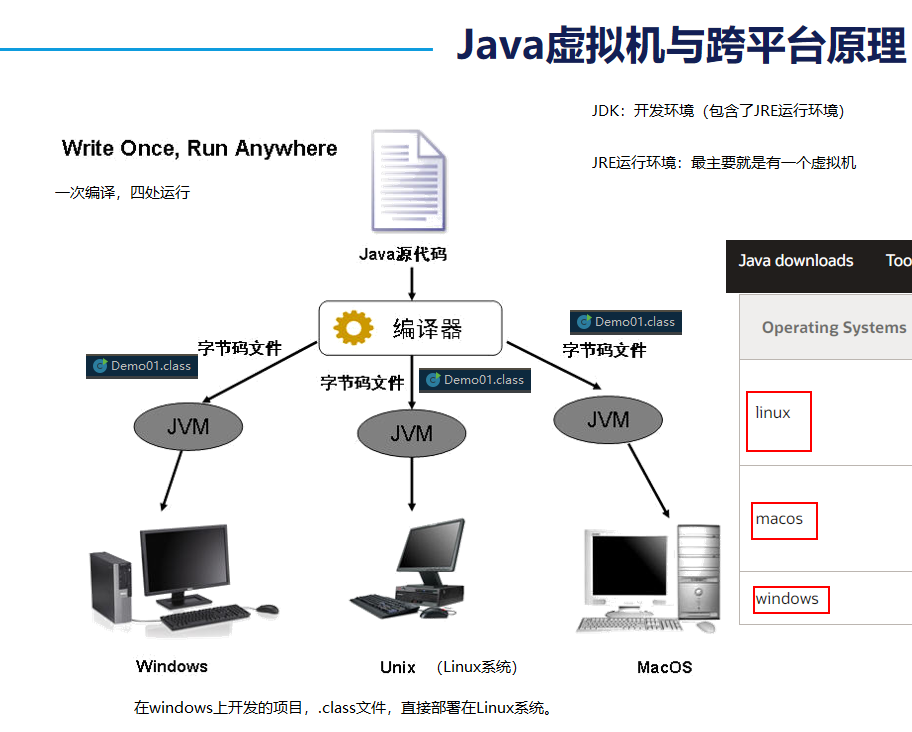 Java虚拟机与跨平台原理
JDK：开发环境（包含了JRE运行环境）
Write Once, Run Anywhere
JRE运行环境：最主要就是有一个虚拟机
一次编译，四处运行
Java源代码
Java downloads
Too
编译器
Demo01.class
Operating Systems
字节码文件
字节码文件
Demo01.class
字节码文件
Demo01.class
JVM
JVM
JVM
linux
macos
windows
Windows
Unix （Linux系统）
MacOS
在windows上开发的项目，.class文件，直接部署在Linux系统。